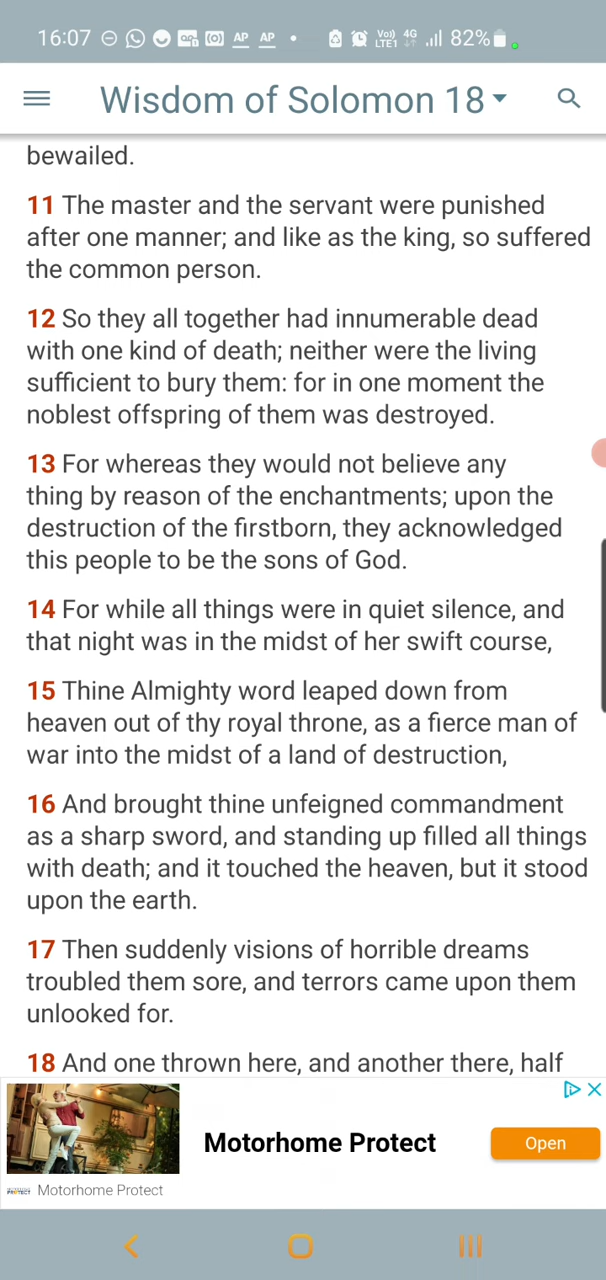 16:07
AP AP
Vo)) LTE1 4G 82%
Wisdom of Solomon 18
bewailed.
11 The master and the servant were punished
after one manner; and like as the king, so suffered
the common person.
12 So they all together had innumerable dead
with one kind of death; neither were the living
sufficient to bury them: for in one moment the
noblest offspring of them was destroyed.
13 For whereas they would not believe any
thing by reason of the enchantments; upon the
destruction of the firstborn, they acknowledged
this people to be the sons of God.
14 For while all things were in quiet silence, and
that night was in the midst of her swift course,
15 Thine Almighty word leaped down from
heaven out of thy royal throne, as a fierce man of
war into the midst of a land of destruction,
16 And brought thine unfeigned commandment
as a sharp sword, and standing up filled all things
with death; and it touched the heaven, but it stood
upon the earth.
17 Then suddenly visions of horrible dreams
troubled them sore, and terrors came upon them
unlooked for.
18 And one thrown here, and another there, half
Motorhome Protect
Open
Motorhome Protect